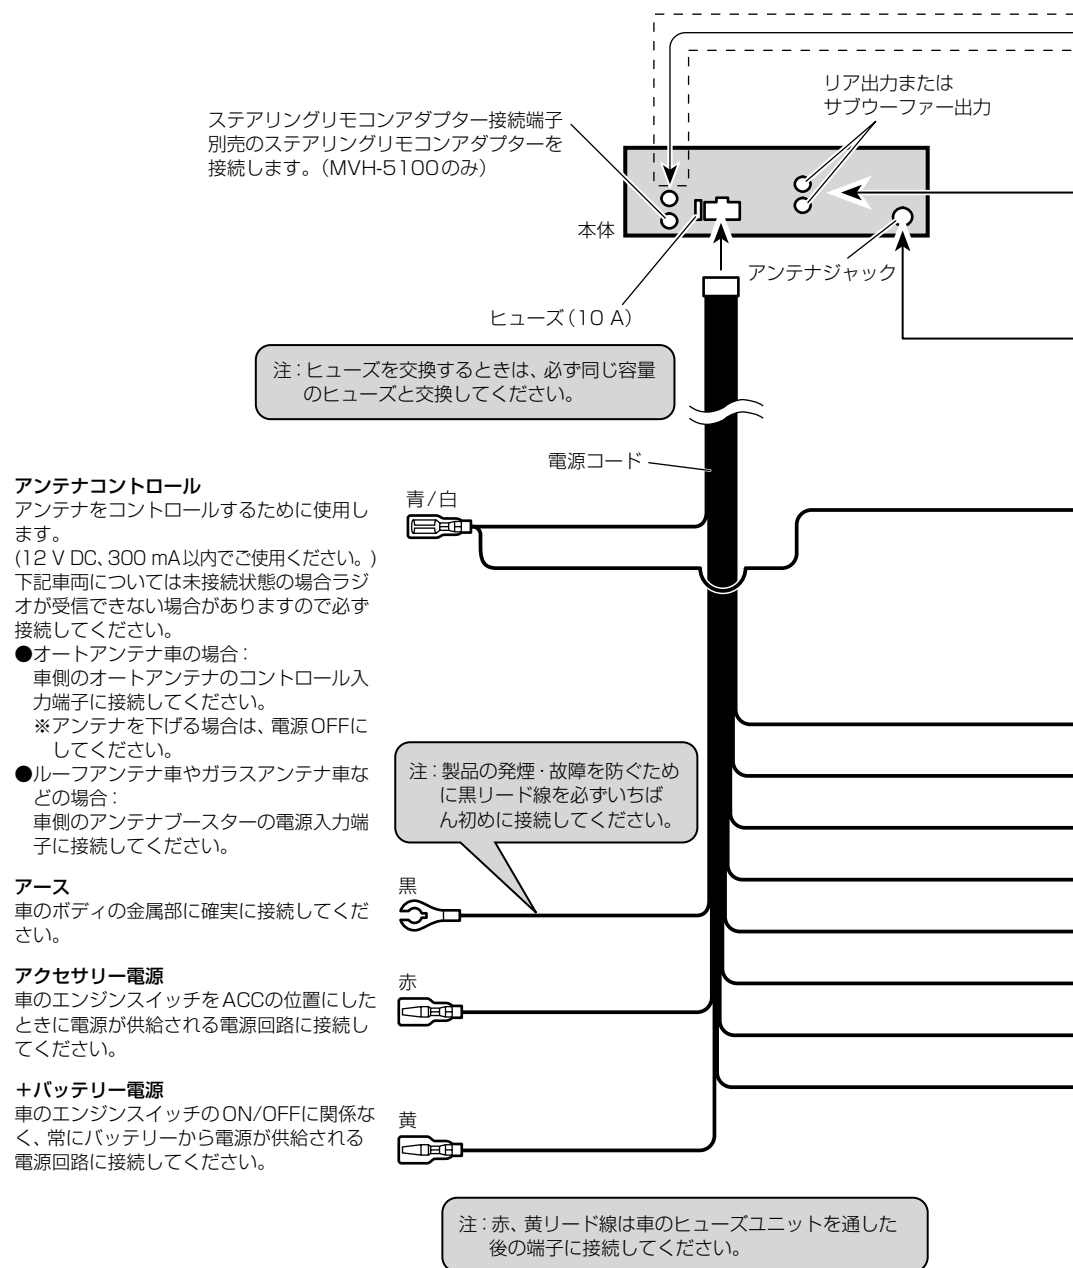 リア出力または
サブウーファー出力
ステアリングリモコンアダプター接続端子
別売のステアリングリモコンアダプターを
接続します。（MVH-5100のみ）
本体
アンテナジャック
ヒューズ（10 A）
注：ヒューズを交換するときは、必ず同じ容量
のヒューズと交換してください。
電源コード
アンテナコントロール
アンテナをコントロールするために使用し
ます。
(12 V DC、300 mA以内でご使用ください。)
下記車両については未接続状態の場合ラジ
オが受信できない場合がありますので必ず
接続してください。
●オートアンテナ車の場合：
車側のオートアンテナのコントロール入
力端子に接続してください。
※アンテナを下げる場合は、電源OFFに
してください。
●ルーフアンテナ車やガラスアンテナ車な
どの場合：
車側のアンテナブースターの電源入力端
子に接続してください。
青/白
注：製品の発煙・故障を防ぐため
に黒リード線を必ずいちば
ん初めに接続してください。
アース
車のボディの金属部に確実に接続してくだ
さい。
黒
アクセサリー電源
車のエンジンスイッチをACCの位置にした
ときに電源が供給される電源回路に接続し
てください。
赤
＋バッテリー電源
車のエンジンスイッチのON/OFFに関係な
く、常にバッテリーから電源が供給される
電源回路に接続してください。
黄
注：赤、黄リード線は車のヒューズユニットを通した
後の端子に接続してください。